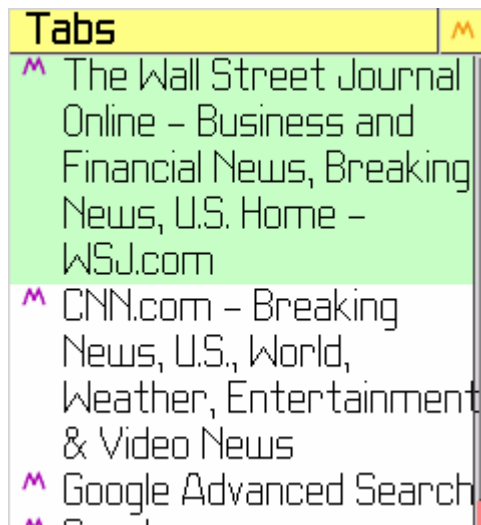 Tabs
The Wall Street Journal
Online – Business and
Financial News, Breaking
News, U.S. Home –
WSJ.com
CNN.com – Breaking
News, U.S., World,
Weather, Entertainment
& Video News
Google Advanced Search